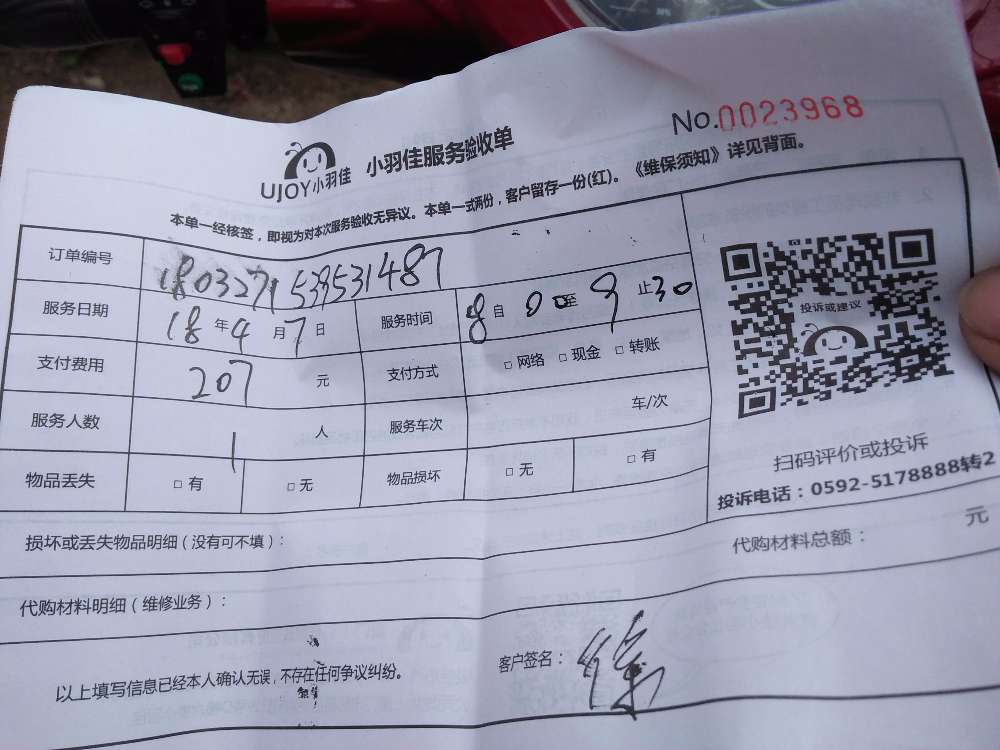 No.0023968
UJOY小羽佳 小羽佳服务验收单
本单一经核签，即视为对本次服务验收无异议。本单一式两份，客户留存一份(红)。《维保须知》详见背面。
订单编号 180327153953148​7
服务日期 18 年 4 月 7 日 服务时间 8 自 00 至 9 止 30
支付费用 207 元 支付方式 □ 网络 □ 现金 □ 转账
服务人数 1 人 服务车次 车/次
物品丢失 □ 有 □ 无 物品损坏 □ 无 □ 有
投诉或建议
扫码评价或投诉
投诉电话：0592-5178888转2
损坏或丢失物品明细（没有可不填）：
代购材料总额： 元
代购材料明细（维修业务）：
以上填写信息已经本人确认无误，不存在任何争议纠纷。
客户签名：